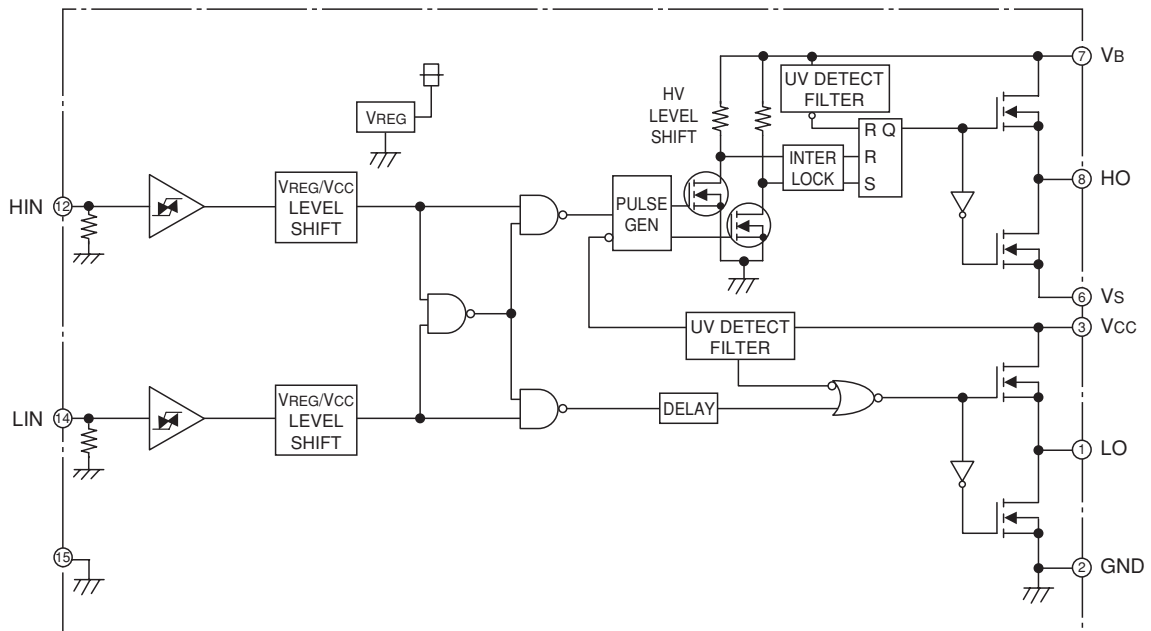 7 VB
UV DETECT
FILTER
HV
LEVEL
SHIFT
VREG
R Q
R
S
INTER
LOCK
HIN 12
VREG/VCC
LEVEL
SHIFT
PULSE
GEN
8 HO
6 VS
3 VCC
UV DETECT
FILTER
LIN 14
VREG/VCC
LEVEL
SHIFT
DELAY
1 LO
15
2 GND